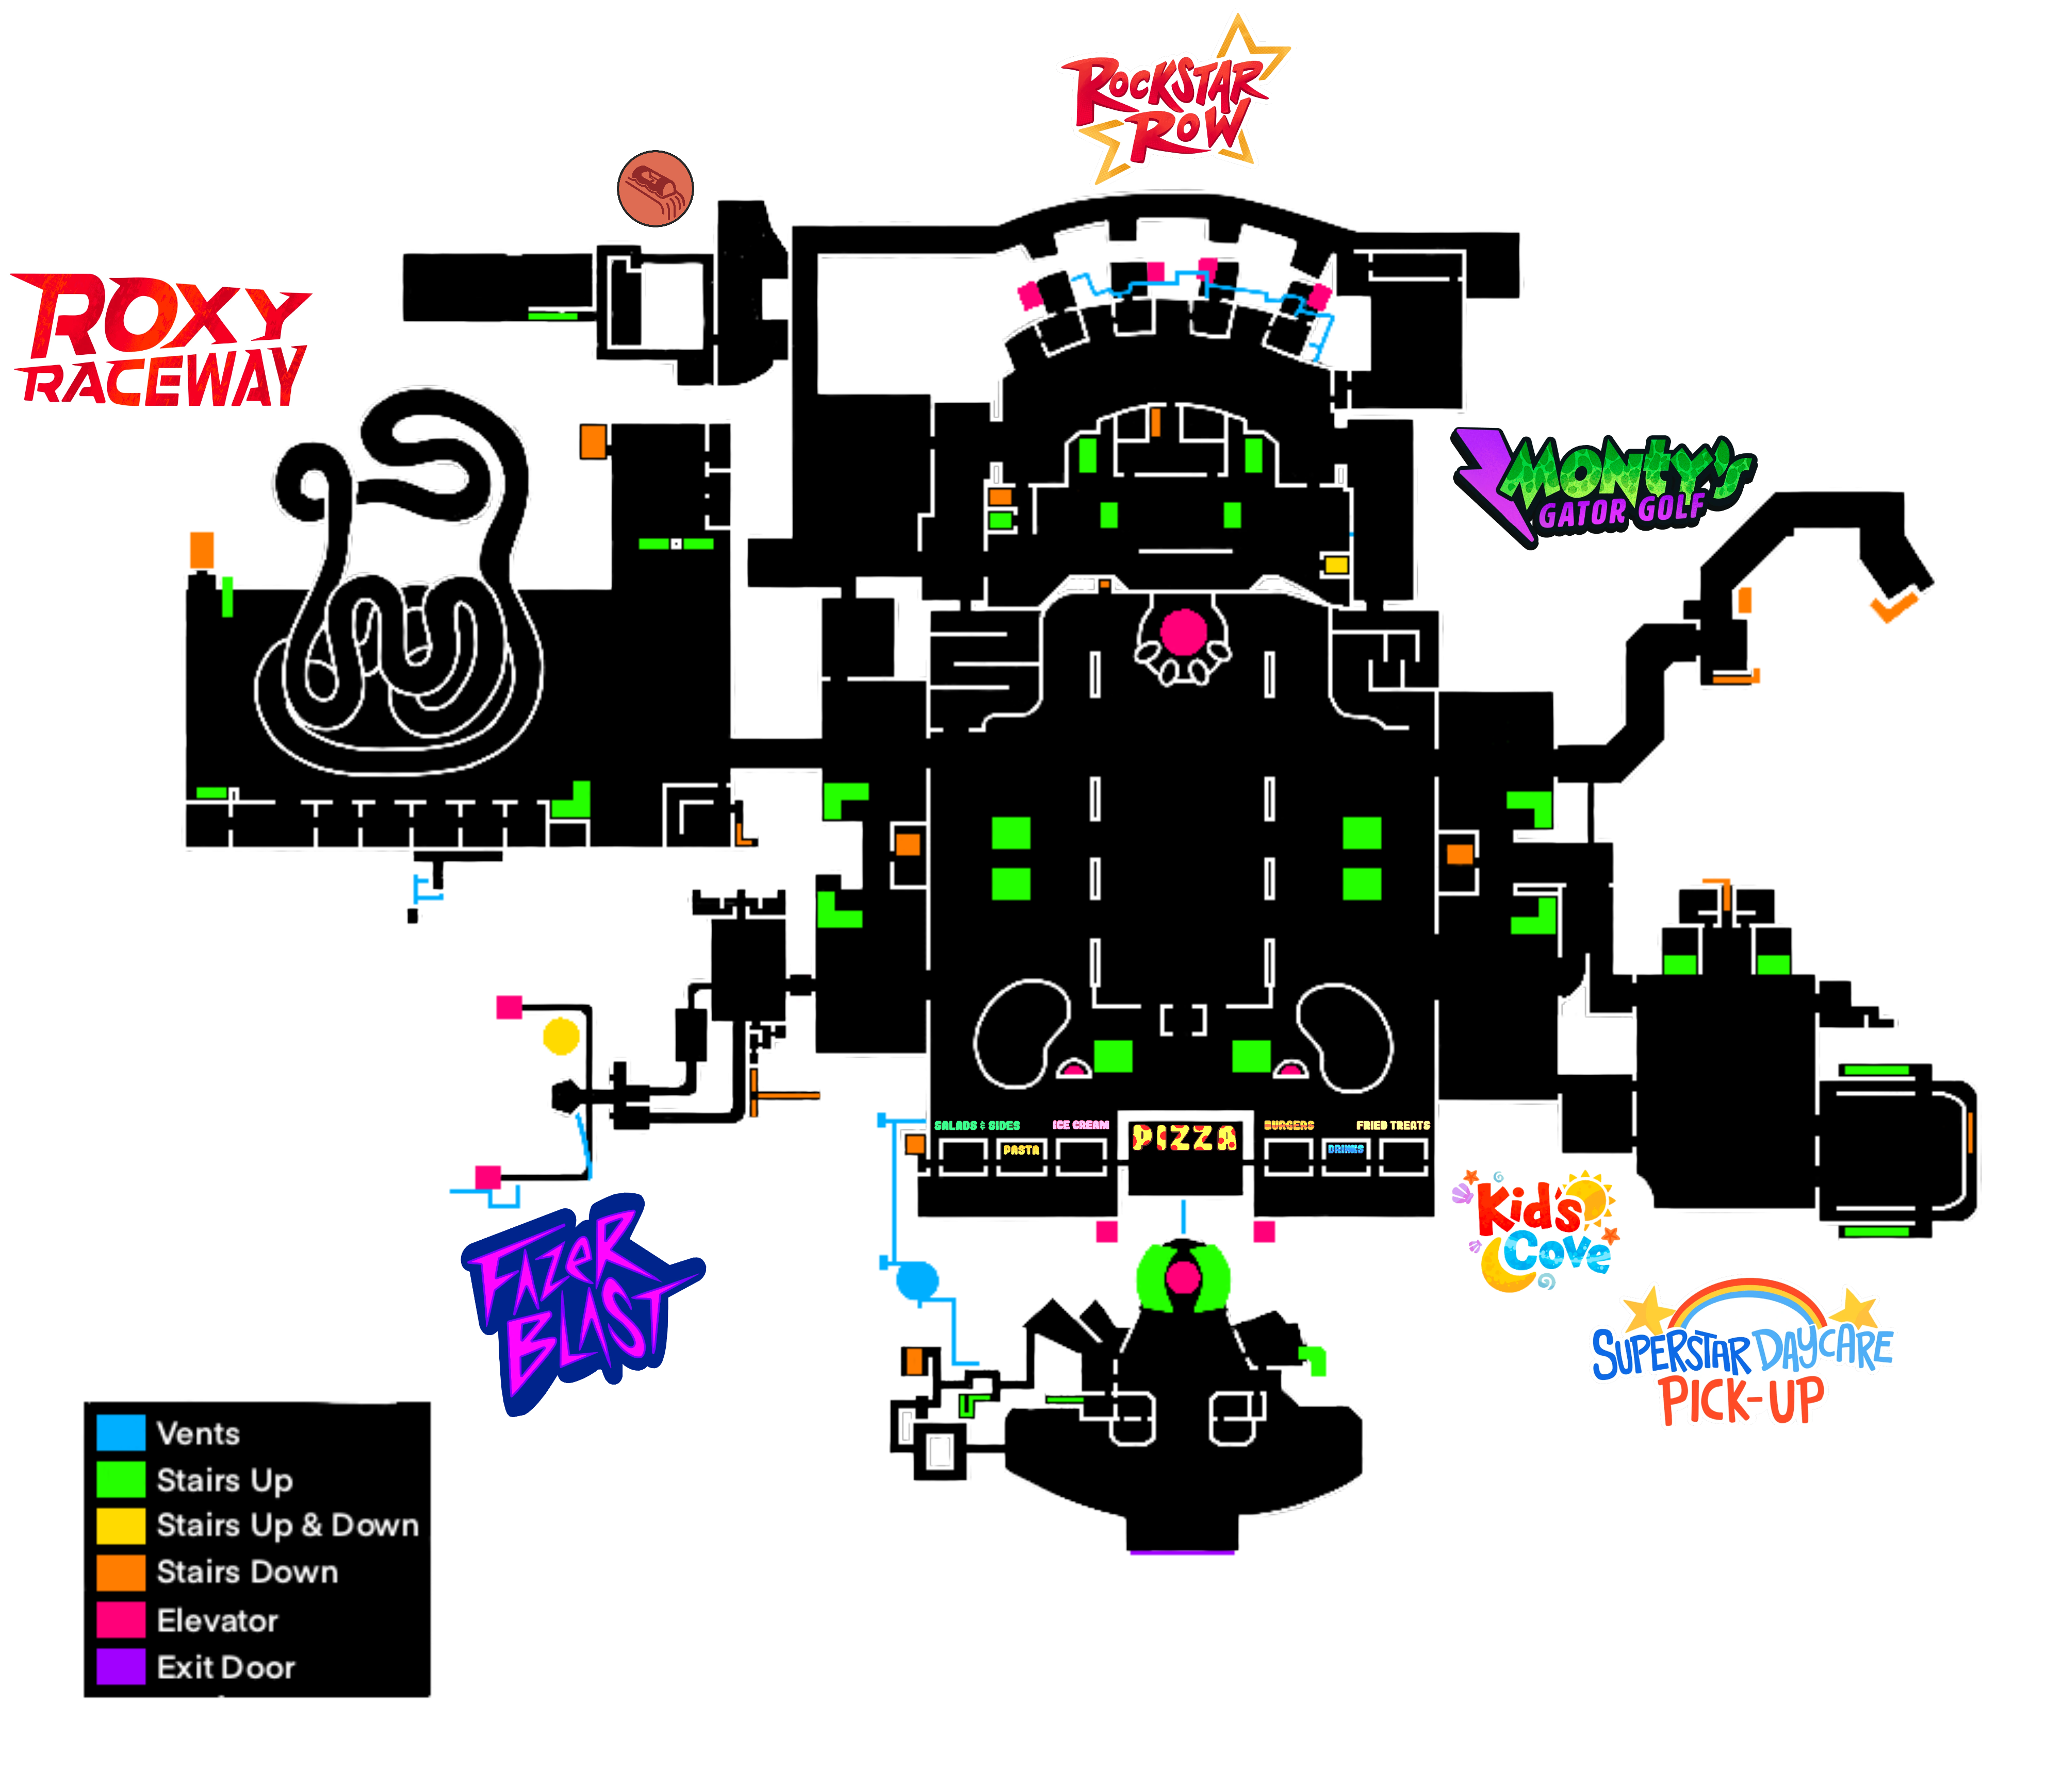 ROCKSTAR
ROW
ROXY
RACEWAY
MONTY'S
GATOR GOLF
SALADS & SIDES
PASTA
ICE CREAM
PIZZA
BURGERS
DRINKS
FRIED TREATS
KID'S
COVE
FAZER
BLAST
SUPERSTAR DAYCARE
PICK-UP
Vents
Stairs Up
Stairs Up & Down
Stairs Down
Elevator
Exit Door